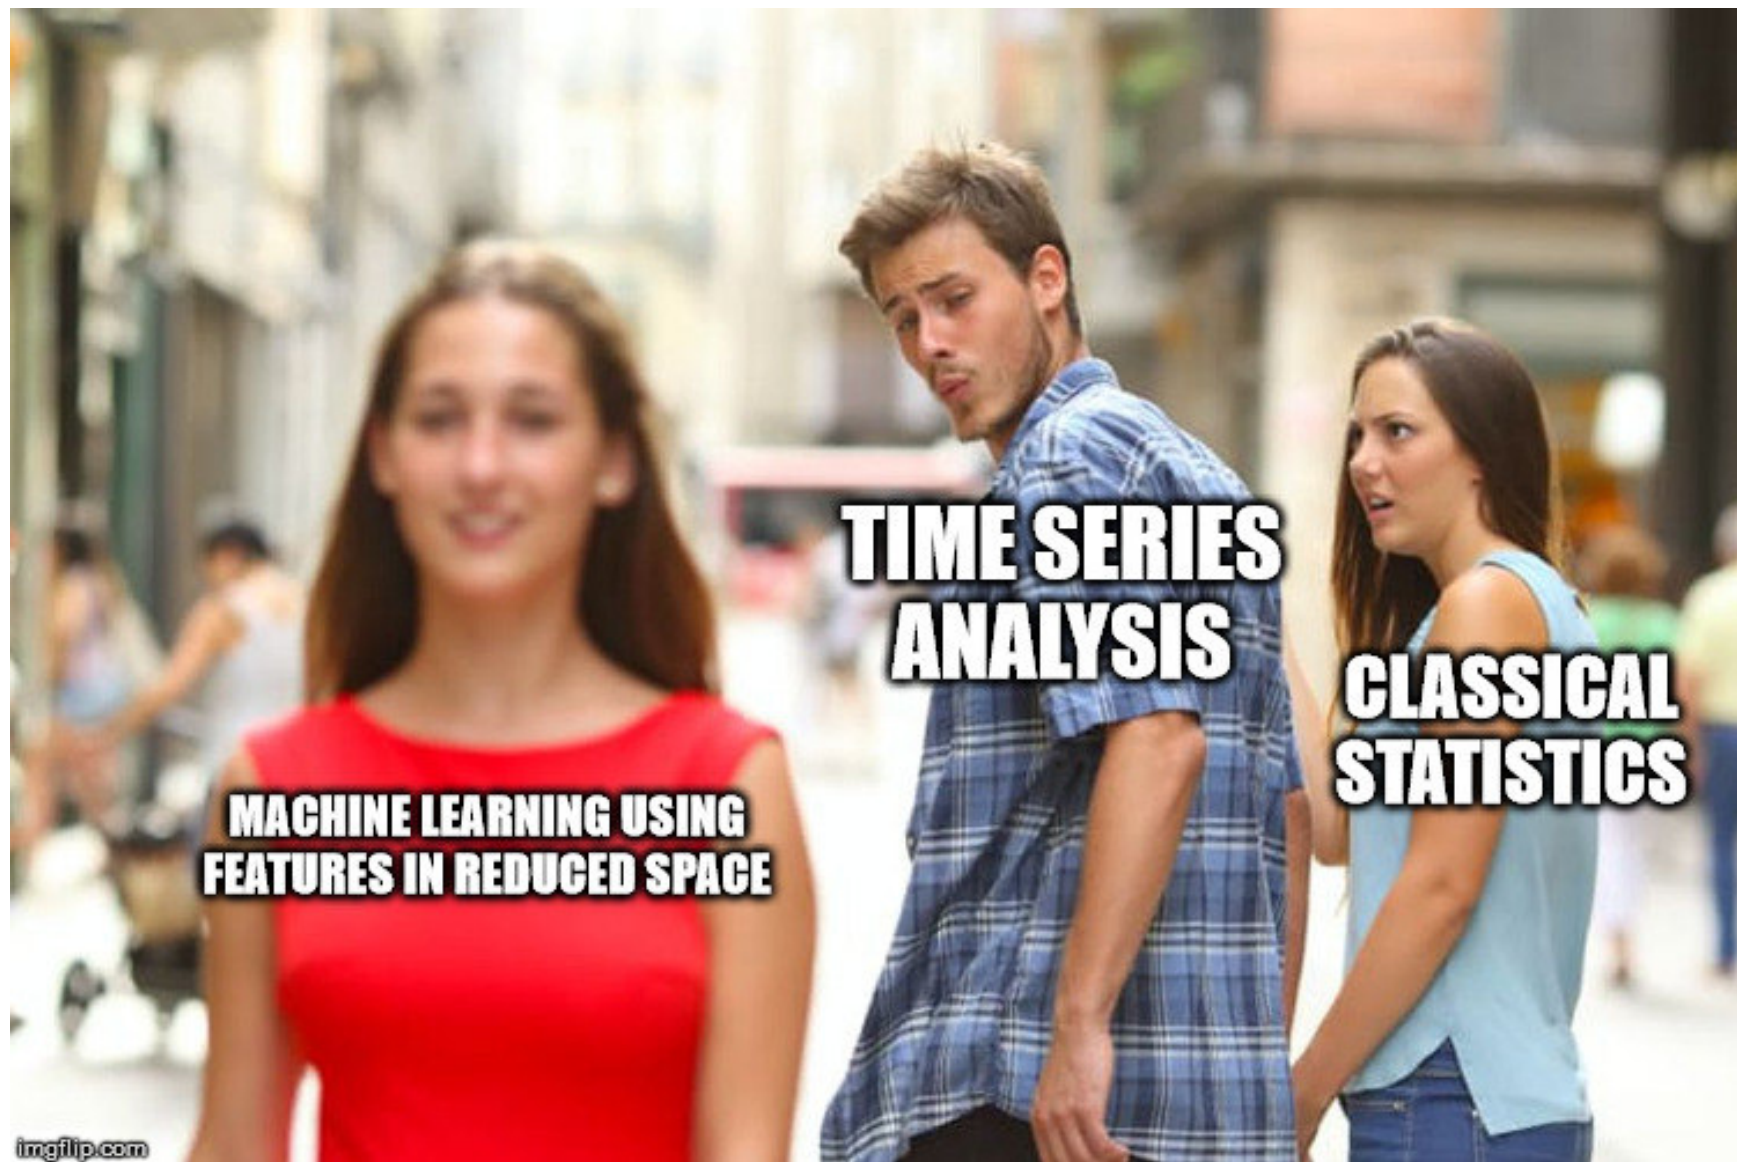 TIME SERIES
ANALYSIS
CLASSICAL
STATISTICS
MACHINE LEARNING USING
FEATURES IN REDUCED SPACE
imgflip.com